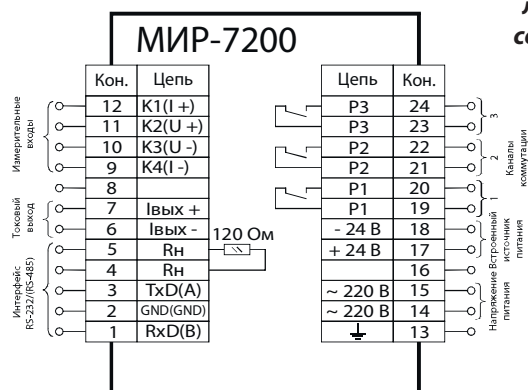 МИР-7200
Кон. Цепь
12 K1(I +)
11 K2(U +)
10 K3(U -)
9 K4(I -)
8
7 Iвых +
6 Iвых -
5 Rн
4 Rн
3 TxD(A)
2 GND(GND)
1 RxD(B)
Измерительные
входы
Токовый
выход
Интерфейс
RS-232/(RS-485)
120 Ом
Цепь Кон.
P3 24
P3 23
P2 22
P2 21
P1 20
P1 19
- 24 В 18
+ 24 В 17
16
~ 220 В 15
~ 220 В 14
13
3
2
1
Каналы
коммутации
Встроенный
источник
питания
Напряжение
питания